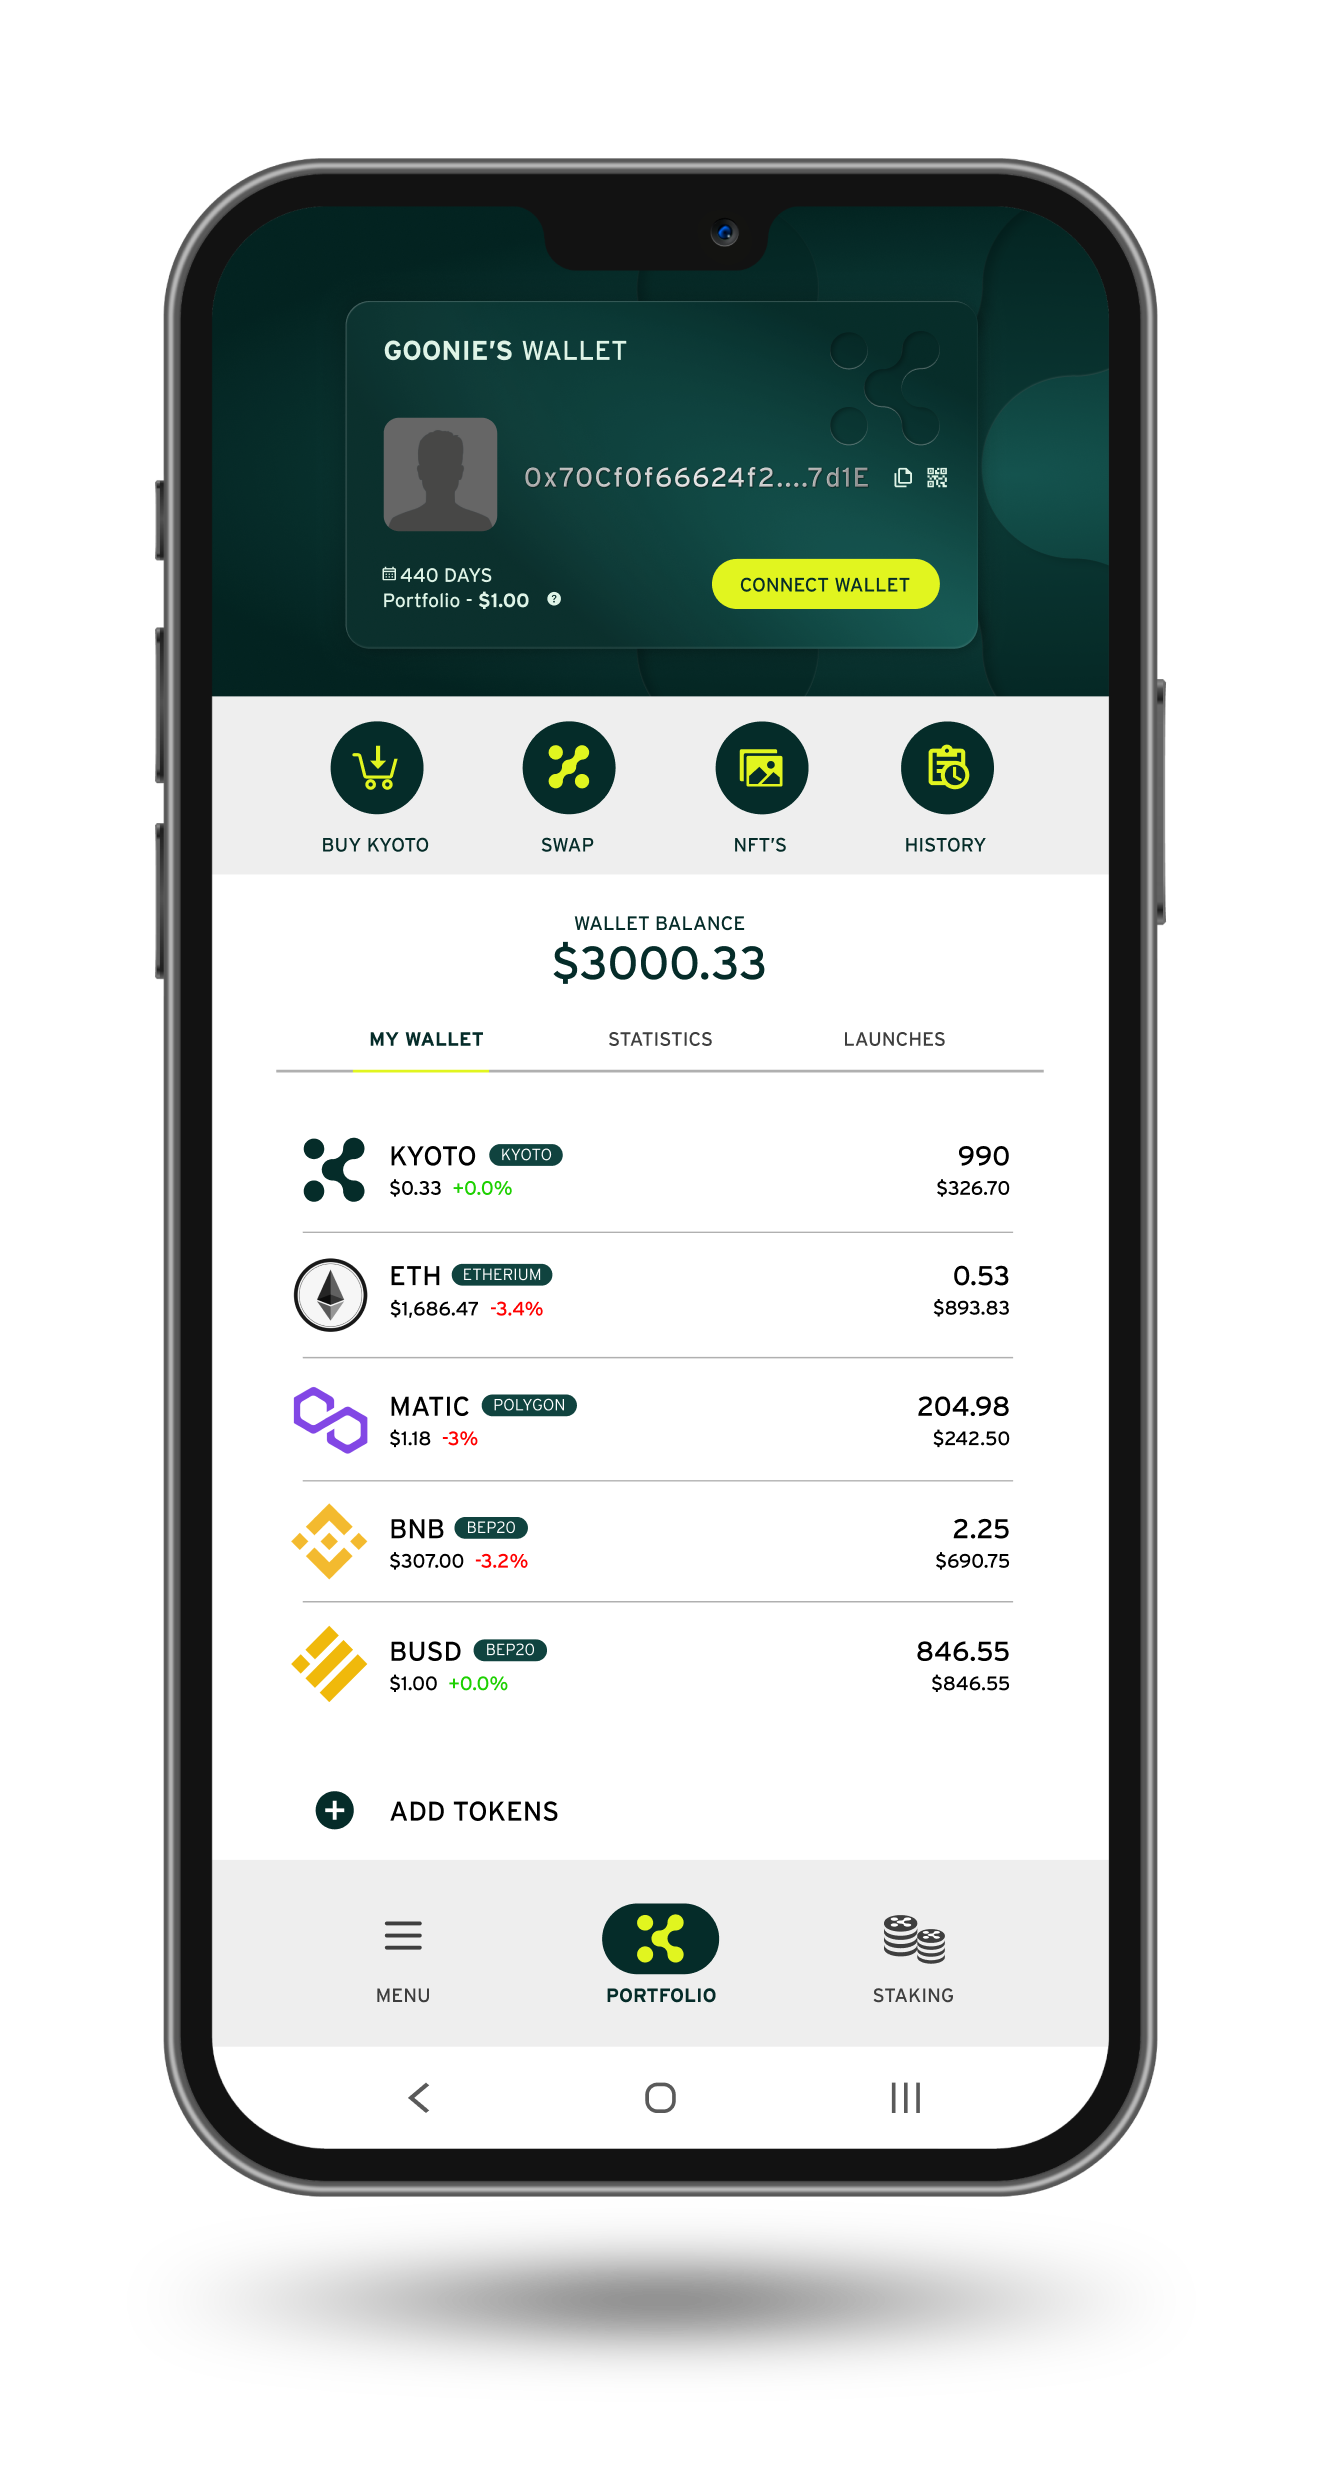 GOONIE'S WALLET
0x70Cf0f66624f2....7d1E
440 DAYS
Portfolio - $1.00 ?
CONNECT WALLET
BUY KYOTO SWAP NFT'S HISTORY
WALLET BALANCE
$3000.33
MY WALLET STATISTICS LAUNCHES
KYOTO KYOTO 990
$0.33 +0.0% $326.70
ETH ETHERIUM 0.53
$1,686.47 -3.4% $893.83
MATIC POLYGON 204.98
$1.18 -3% $242.50
BNB BEP20 2.25
$307.00 -3.2% $690.75
BUSD BEP20 846.55
$1.00 +0.0% $846.55
ADD TOKENS
MENU PORTFOLIO STAKING